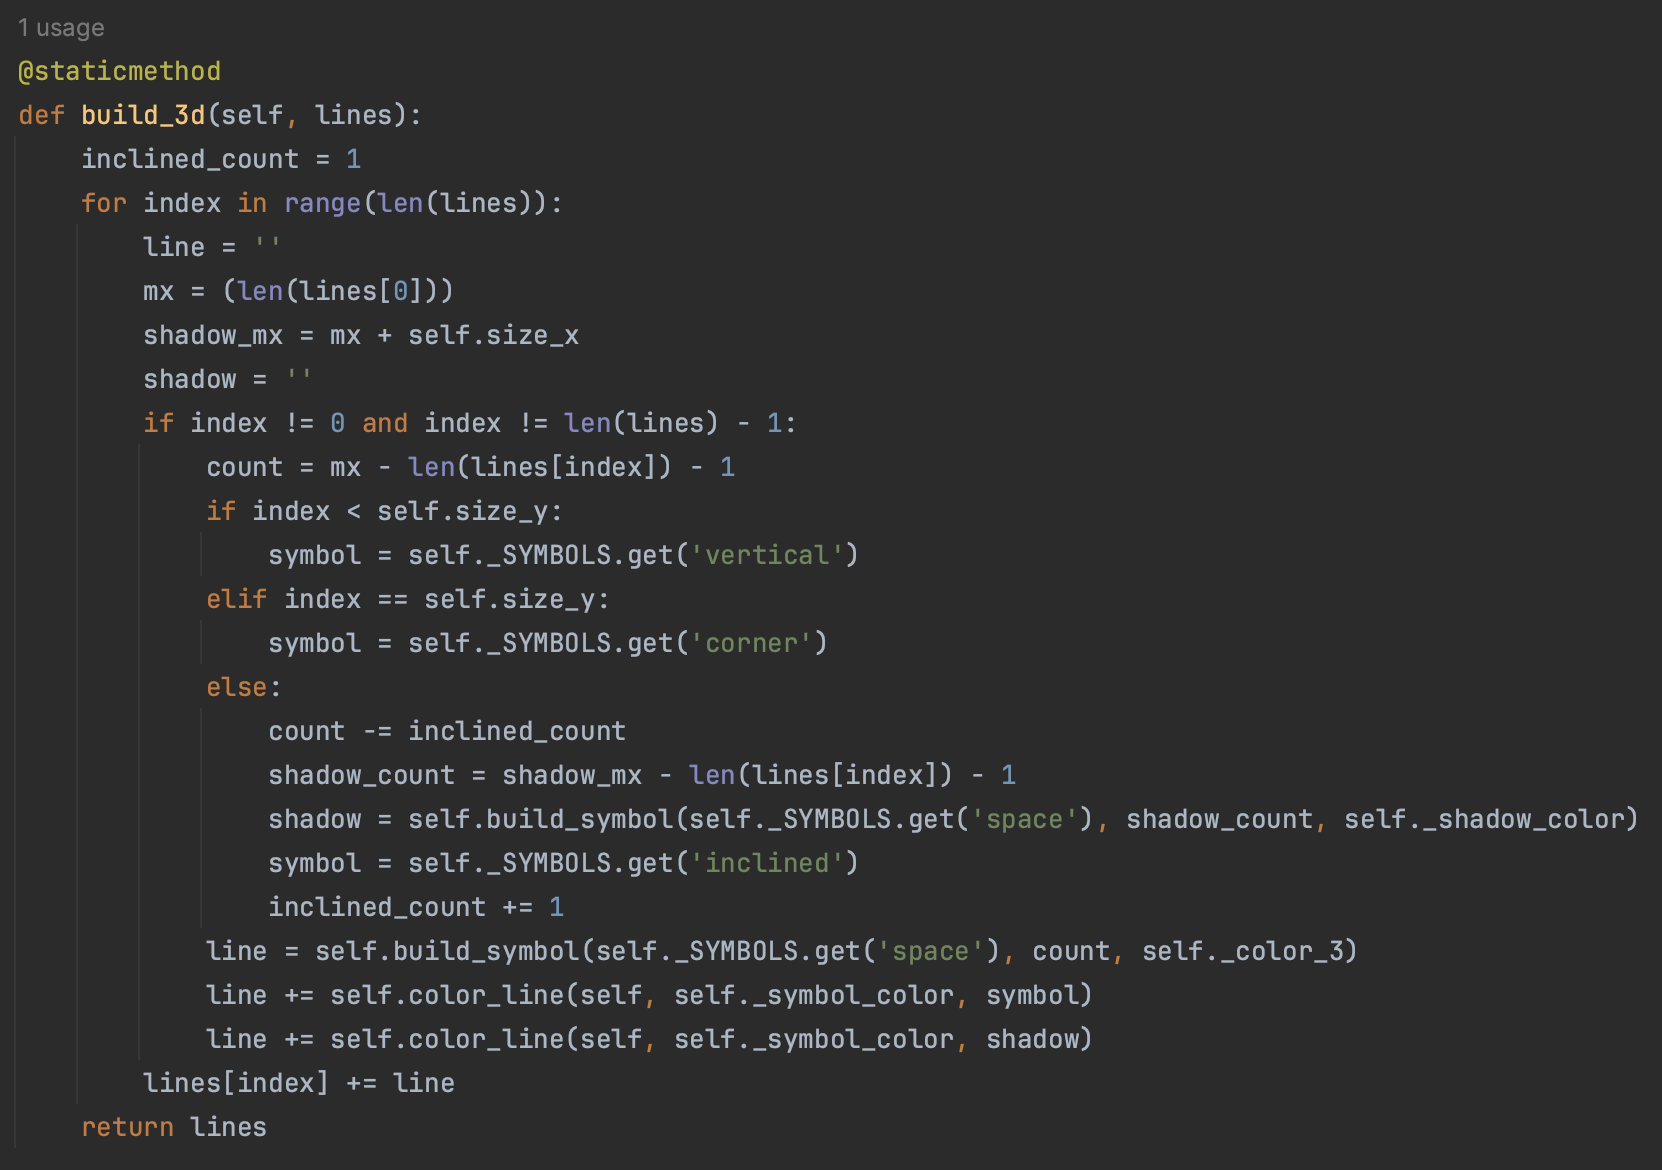 1 usage
@staticmethod
def build_3d(self, lines):
    inclined_count = 1
    for index in range(len(lines)):
        line = ''
        mx = (len(lines[0]))
        shadow_mx = mx + self.size_x
        shadow = ''
        if index != 0 and index != len(lines) - 1:
            count = mx - len(lines[index]) - 1
            if index < self.size_y:
                symbol = self._SYMBOLS.get('vertical')
            elif index == self.size_y:
                symbol = self._SYMBOLS.get('corner')
            else:
                count -= inclined_count
                shadow_count = shadow_mx - len(lines[index]) - 1
                shadow = self.build_symbol(self._SYMBOLS.get('space'), shadow_count, self._shadow_color)
                symbol = self._SYMBOLS.get('inclined')
                inclined_count += 1
            line = self.build_symbol(self._SYMBOLS.get('space'), count, self._color_3)
            line += self.color_line(self, self._symbol_color, symbol)
            line += self.color_line(self, self._symbol_color, shadow)
        lines[index] += line
    return lines